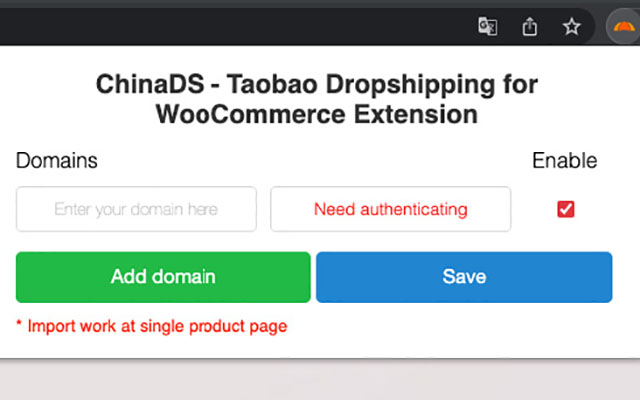 ChinaDS - Taobao Dropshipping for
WooCommerce Extension
Domains Enable
Enter your domain here Need authenticating
Add domain Save
* Import work at single product page